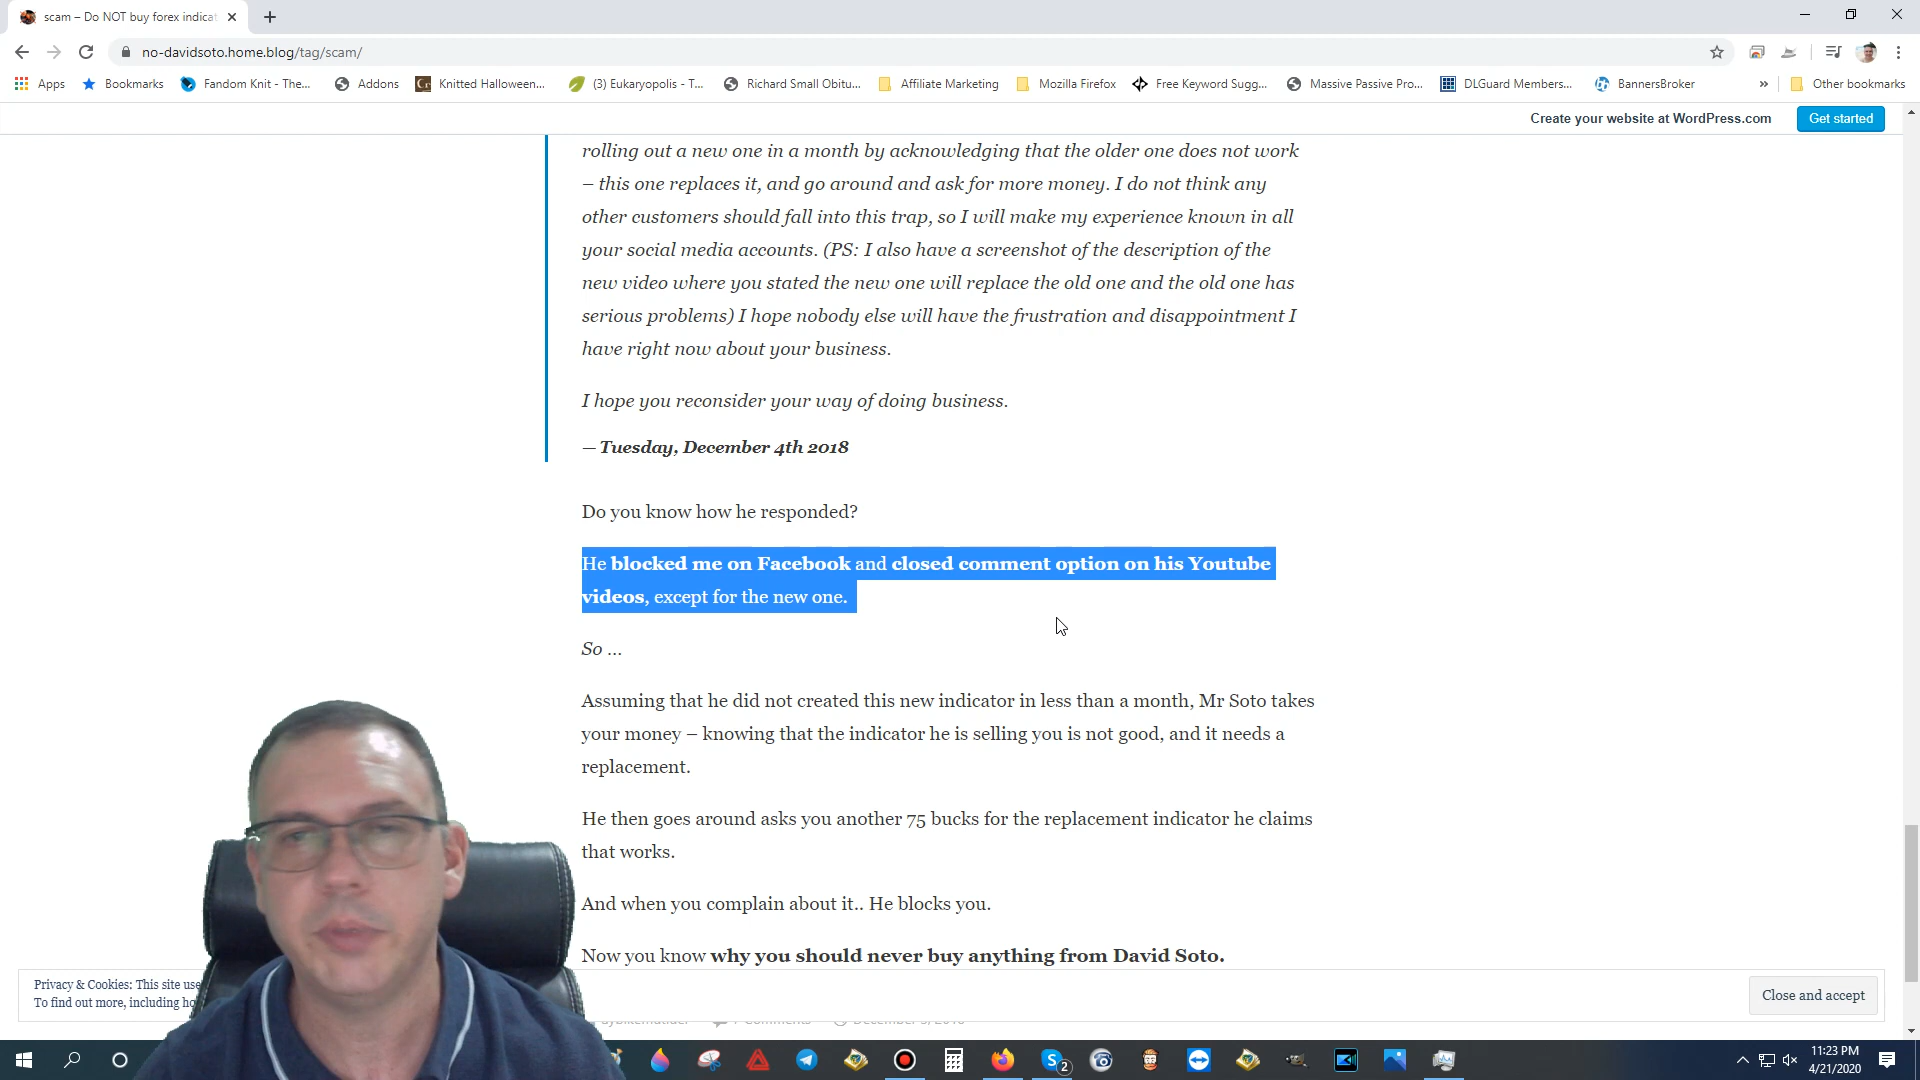 scam – Do NOT buy forex indicat
no-davidsoto.home.blog/tag/scam/
Apps
Bookmarks
Fandom Knit - The...
Addons
Cr
Knitted Halloween...
(3) Eukaryopolis - T...
Richard Small Obitu...
Affiliate Marketing
Mozilla Firefox
Free Keyword Sugg...
Massive Passive Pro...
DLGuard Members...
BannersBroker
»
Other bookmarks
Create your website at WordPress.com
Get started
rolling out a new one in a month by acknowledging that the older one does not work
– this one replaces it, and go around and ask for more money. I do not think any
other customers should fall into this trap, so I will make my experience known in all
your social media accounts. (PS: I also have a screenshot of the description of the
new video where you stated the new one will replace the old one and the old one has
serious problems) I hope nobody else will have the frustration and disappointment I
have right now about your business.
I hope you reconsider your way of doing business.
— Tuesday, December 4th 2018
Do you know how he responded?
He blocked me on Facebook and closed comment option on his Youtube
videos, except for the new one.
So …
Assuming that he did not created this new indicator in less than a month, Mr Soto takes
your money – knowing that the indicator he is selling you is not good, and it needs a
replacement.
He then goes around asks you another 75 bucks for the replacement indicator he claims
that works.
And when you complain about it.. He blocks you.
Now you know why you should never buy anything from David Soto.
Privacy & Cookies: This site use
To find out more, including ho
Close and accept
2
11:23 PM
4/21/2020